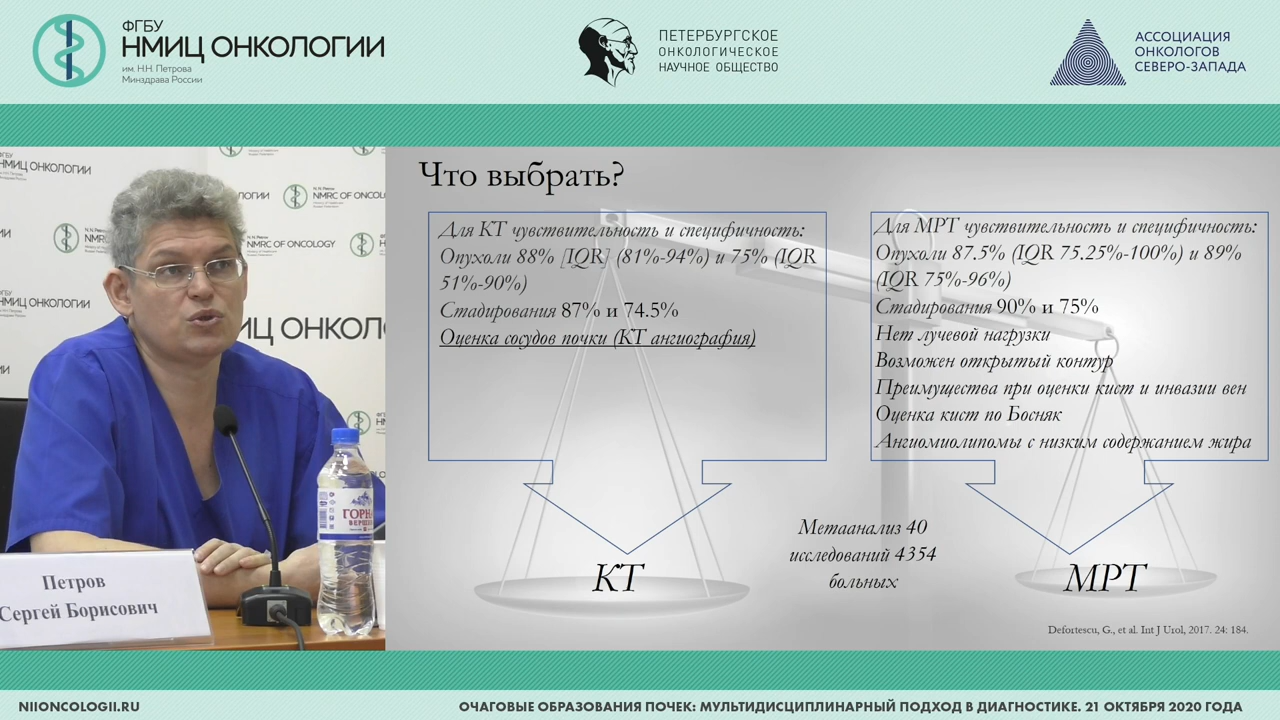 ФГБУ
НМИЦ ОНКОЛОГИИ
им. Н.Н. Петрова
Минздрава России
ПЕТЕРБУРГСКОЕ
ОНКОЛОГИЧЕСКОЕ
НАУЧНОЕ ОБЩЕСТВО
АССОЦИАЦИЯ
ОНКОЛОГОВ
СЕВЕРО-ЗАПАДА
NMRC OF ONCOLOGY
Петров
Сергей Борисович
Что выбрать?
Для КТ чувствительность и специфичность:
Опухоли 88% [IQR] (81%-94%) и 75% (IQR
51%-90%)
Стадирования 87% и 74.5%
Оценка сосудов почки (КТ ангиография)
КТ
Метаанализ 40
исследований 4354
больных
Для МРТ чувствительность и специфичность:
Опухоли 87.5% (IQR 75.25%-100%) и 89%
(IQR 75%-96%)
Стадирования 90% и 75%
Нет лучевой нагрузки
Возможен открытый контур
Преимущества при оценки кист и инвазии вен
Оценка кист по Босняк
Ангиомиолипомы с низким содержанием жира
МРТ
Defortescu, G., et al. Int J Urol, 2017. 24: 184.
NIIONCOLOGII.RU
ОЧАГОВЫЕ ОБРАЗОВАНИЯ ПОЧЕК: МУЛЬТИДИСЦИПЛИНАРНЫЙ ПОДХОД В ДИАГНОСТИКЕ. 21 ОКТЯБРЯ 2020 ГОДА